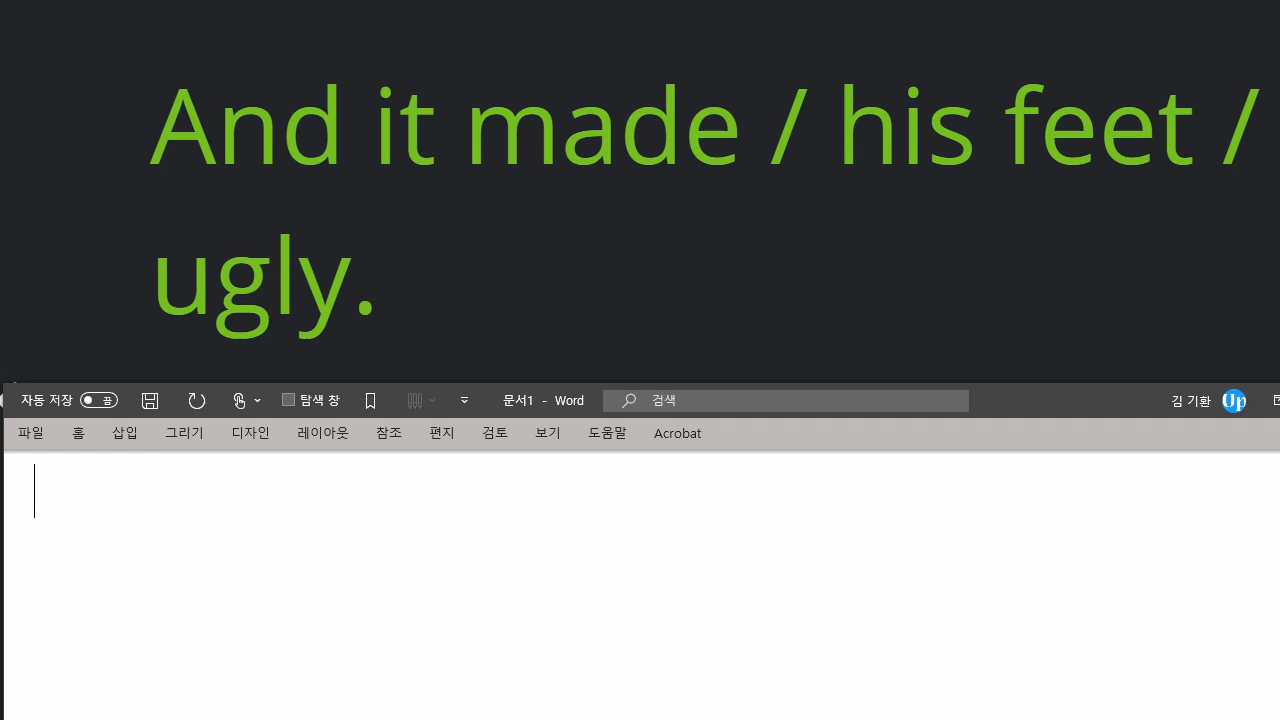 And it made / his feet /
ugly.
자동 저장 끔 탐색 창 문서1 - Word 검색 김 기환 Up
파일 홈 삽입 그리기 디자인 레이아웃 참조 편지 검토 보기 도움말 Acrobat